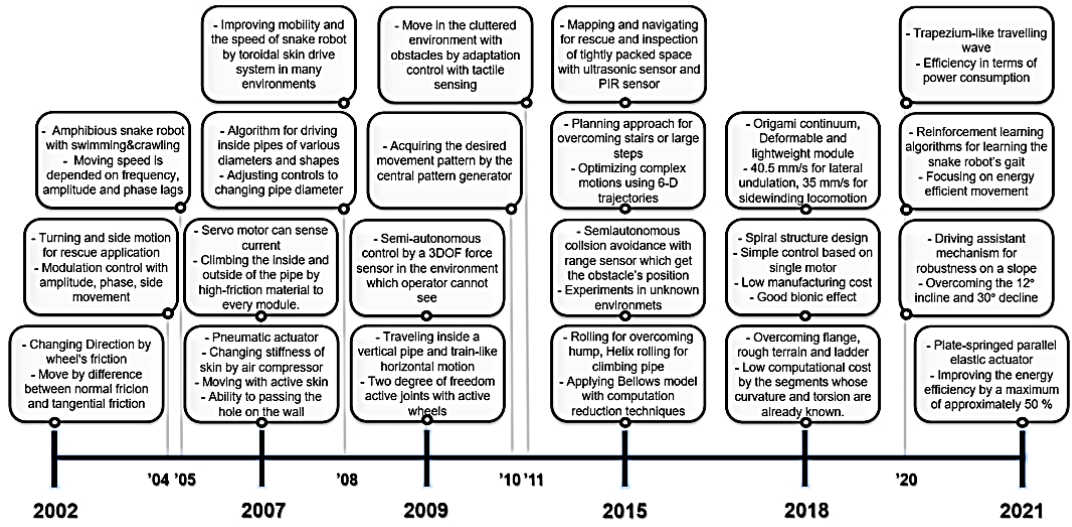 - Improving mobility and
the speed of snake robot
by toroidal skin drive
system in many
environments
- Move in the cluttered
environment with
obstacles by adaptation
control with tactile
sensing
- Mapping and navigating
for rescue and inspection
of tightly packed space
with ultrasonic sensor and
PIR sensor
- Trapezium-like travelling
wave
- Efficiency in terms of
power consumption
- Amphibious snake robot
with swimming&crawling
- Moving speed is
depended on frequency,
amplitude and phase lags
- Algorithm for driving
inside pipes of various
diameters and shapes
- Adjusting controls to
changing pipe diameter
- Acquiring the desired
movement pattern by the
central pattern generator
- Planning approach for
overcoming stairs or large
steps
- Optimizing complex
motions using 6-D
trajectories
- Origami continuum,
Deformable and
lightweight module
- 40.5 mm/s for lateral
undulation, 35 mm/s for
sidewinding locomotion
- Reinforcement learning
algorithms for learning the
snake robot's gait
- Focusing on energy
efficient movement
- Turning and side motion
for rescue application
- Modulation control with
amplitude, phase, side
movement
- Servo motor can sense
current
- Climbing the inside and
outside of the pipe by
high-friction material to
every module.
- Semi-autonomous
control by a 3DOF force
sensor in the environment
which operator cannot
see
- Semiautonomous
collsion avoidance with
range sensor which get
the obstacle's position
- Experiments in unknown
environmets
- Spiral structure design
- Simple control based on
single motor
- Low manufacturing cost
- Good bionic effect
- Driving assistant
mechanism for
robustness on a slope
- Overcoming the 12°
incline and 30° decline
- Changing Direction by
wheel's friction
- Move by difference
between normal fricion
and tangential friction
- Pneumatic actuator
- Changing stiffness of
skin by air compressor
- Moving with active skin
- Ability to passing the
hole on the wall
- Traveling inside a
vertical pipe and train-like
horizontal motion
- Two degree of freedom
active joints with active
wheels
- Rolling for overcoming
hump, Helix rolling for
climbing pipe
- Applying Bellows model
with computation
reduction techniques
- Overcoming flange,
rough terrain and ladder
- Low computational cost
by the segments whose
curvature and torsion are
already known.
- Plate-springed parallel
elastic actuator
- Improving the energy
efficiency by a maximum
of approximately 50 %
'04 '05 '08 '10 '11 '20
2002 2007 2009 2015 2018 2021